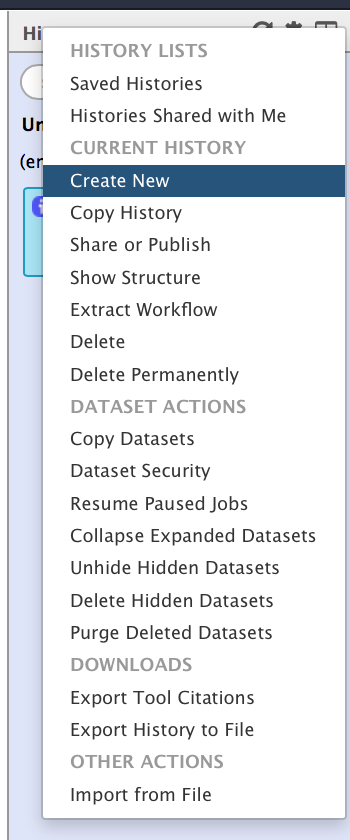 Hi
HISTORY LISTS
Saved Histories
Histories Shared with Me
CURRENT HISTORY
Create New
Copy History
Share or Publish
Show Structure
Extract Workflow
Delete
Delete Permanently
DATASET ACTIONS
Copy Datasets
Dataset Security
Resume Paused Jobs
Collapse Expanded Datasets
Unhide Hidden Datasets
Delete Hidden Datasets
Purge Deleted Datasets
DOWNLOADS
Export Tool Citations
Export History to File
OTHER ACTIONS
Import from File